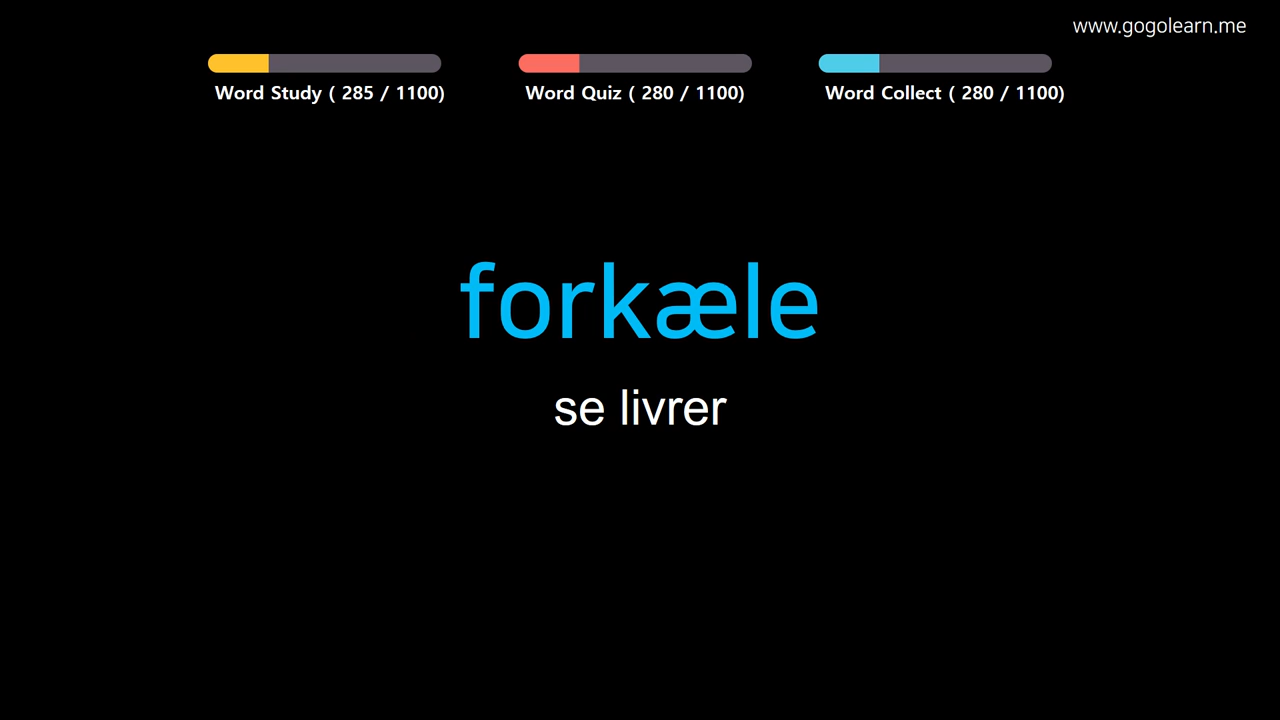 www.gogolearn.me
Word Study ( 285 / 1100)
Word Quiz ( 280 / 1100)
Word Collect ( 280 / 1100)
forkæle
se livrer